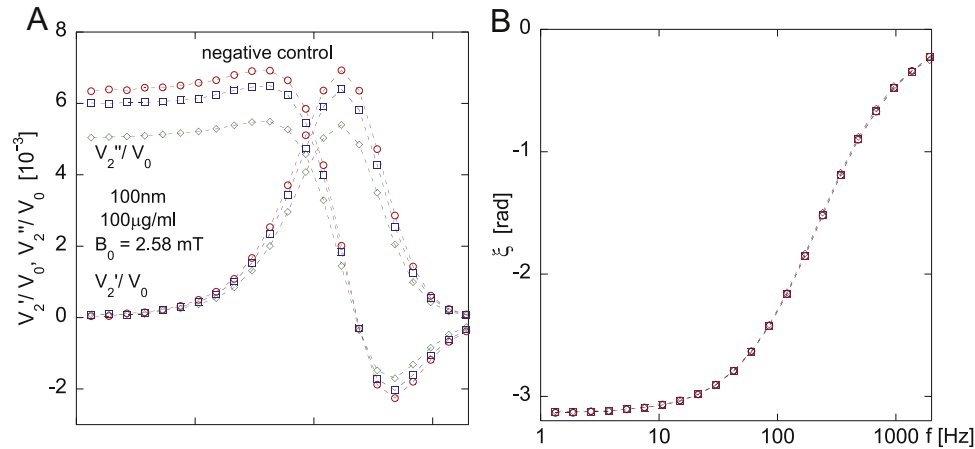 A
8
6
4
2
0
-2
V₂'/ V₀, V₂''/ V₀ [10⁻³]
negative control
V₂''/ V₀
100nm
100µg/ml
B₀ = 2.58 mT
V₂'/ V₀
B
0
-1
-2
-3
ξ [rad]
1 10 100 1000 f [Hz]